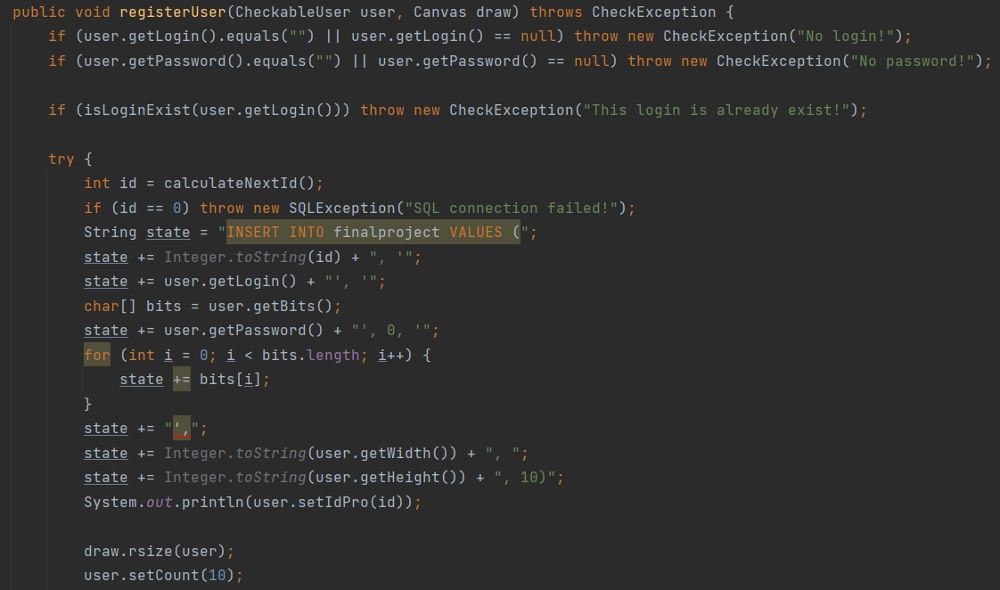 public void registerUser(CheckableUser user, Canvas draw) throws CheckException {
if (user.getLogin().equals("") || user.getLogin() == null) throw new CheckException("No login!");
if (user.getPassword().equals("") || user.getPassword() == null) throw new CheckException("No password!");
if (isLoginExist(user.getLogin())) throw new CheckException("This login is already exist!");
try {
int id = calculateNextId();
if (id == 0) throw new SQLException("SQL connection failed!");
String state = "INSERT INTO finalproject VALUES (";
state += Integer.toString(id) + ", '";
state += user.getLogin() + "', '";
char[] bits = user.getBits();
state += user.getPassword() + "', 0, '";
for (int i = 0; i < bits.length; i++) {
state += bits[i];
}
state += "',";
state += Integer.toString(user.getWidth()) + ", ";
state += Integer.toString(user.getHeight()) + ", 10)";
System.out.println(user.setIdPro(id));
draw.rsize(user);
user.setCount(10);